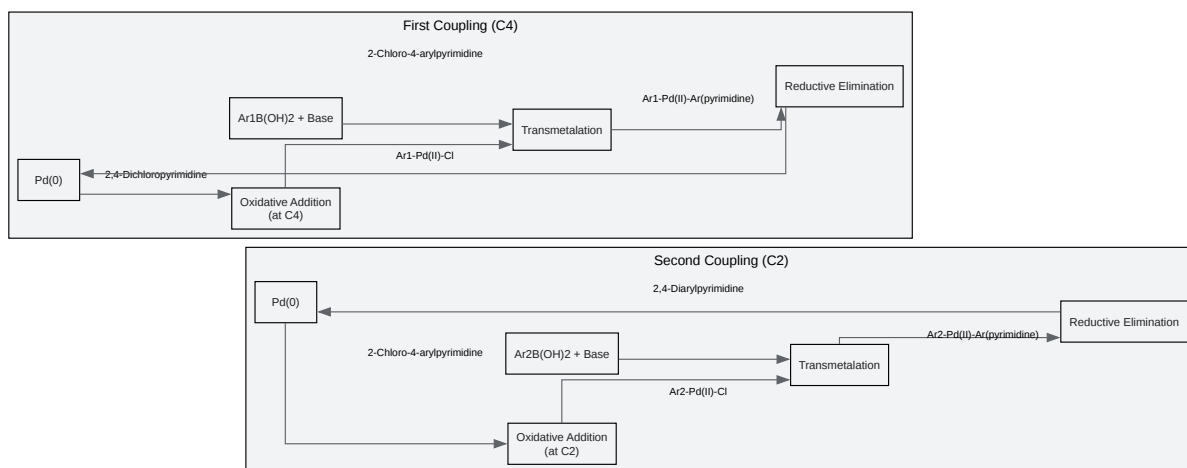 First Coupling (C4)
2-Chloro-4-arylpyrimidine
Reductive Elimination
Ar1-Pd(II)-Ar(pyrimidine)
Ar1B(OH)2 + Base
Transmetalation
Ar1-Pd(II)-Cl
2,4-Dichloropyrimidine
Pd(0)
Oxidative Addition
(at C4)
Second Coupling (C2)
2,4-Diarylpyrimidine
Pd(0)
Reductive Elimination
Ar2-Pd(II)-Ar(pyrimidine)
2-Chloro-4-arylpyrimidine
Ar2B(OH)2 + Base
Transmetalation
Ar2-Pd(II)-Cl
Oxidative Addition
(at C2)